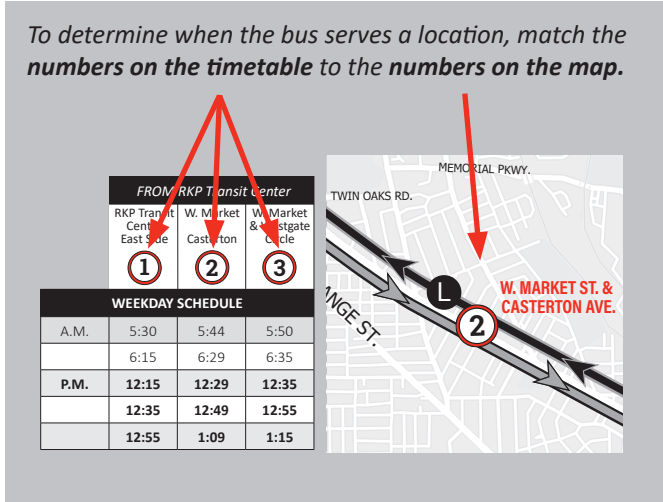 To determine when the bus serves a location, match the
numbers on the timetable to the numbers on the map.
FROM RKP Transit Center
RKP Transit Center East Side
1
W. Market Casterton
2
W. Market & Westgate Circle
3
WEEKDAY SCHEDULE
A.M. 5:30 5:44 5:50
6:15 6:29 6:35
P.M. 12:15 12:29 12:35
12:35 12:49 12:55
12:55 1:09 1:15
MEMORIAL PKWY.
TWIN OAKS RD.
ANGE ST.
L
2
W. MARKET ST. &
CASTERTON AVE.